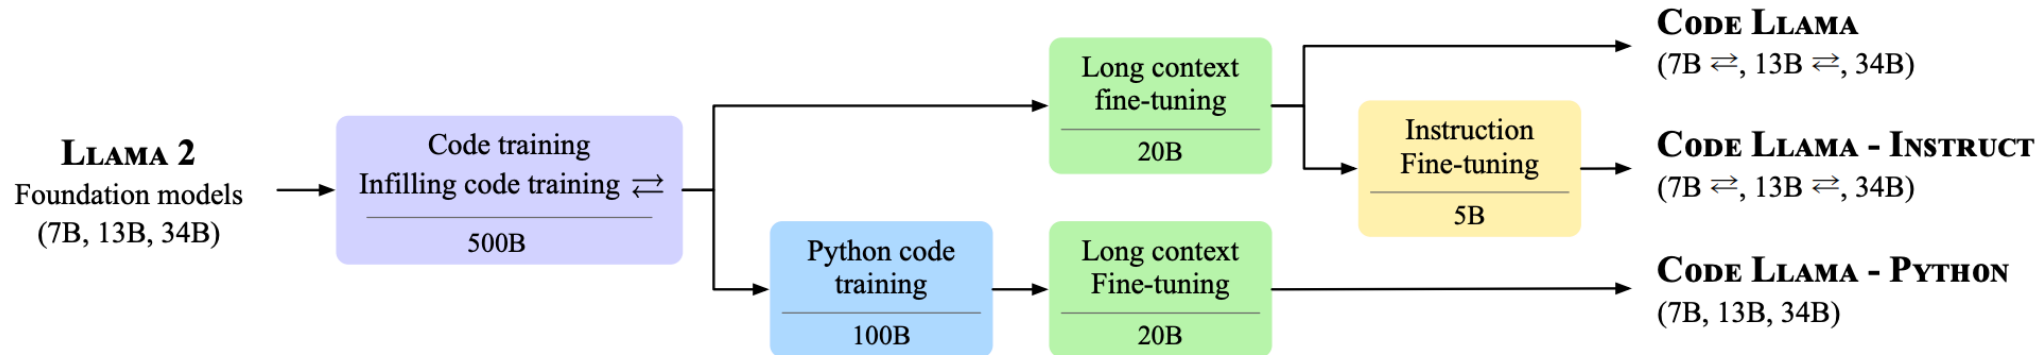 LLAMA 2
Foundation models
(7B, 13B, 34B)
Code training
Infilling code training ⇄
500B
Long context
fine-tuning
20B
Python code
training
100B
Long context
Fine-tuning
20B
Instruction
Fine-tuning
5B
CODE LLAMA
(7B ⇄, 13B ⇄, 34B)
CODE LLAMA - INSTRUCT
(7B ⇄, 13B ⇄, 34B)
CODE LLAMA - PYTHON
(7B, 13B, 34B)